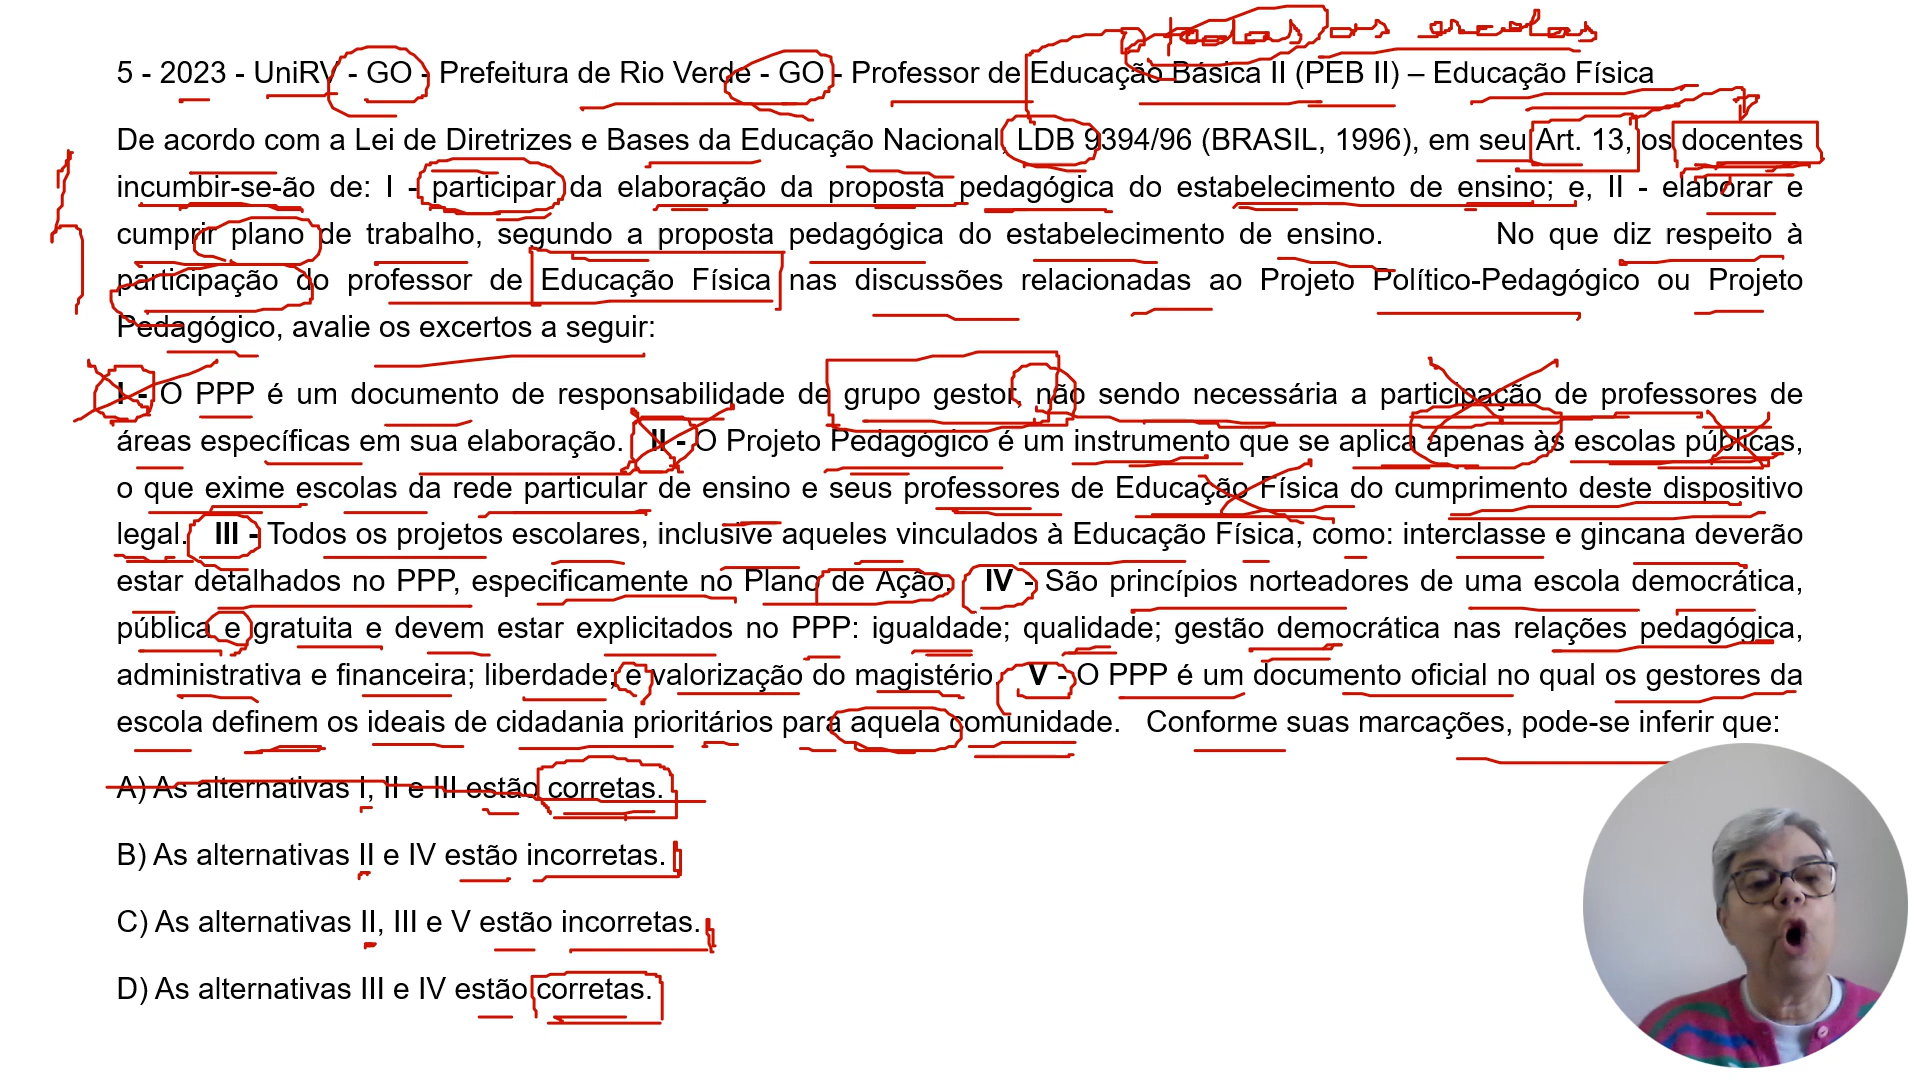 todas as escolas
5 - 2023 - UniRV - GO - Prefeitura de Rio Verde - GO - Professor de Educação Básica II (PEB II) – Educação Física
De acordo com a Lei de Diretrizes e Bases da Educação Nacional, LDB 9394/96 (BRASIL, 1996), em seu Art. 13, os docentes
incumbir-se-ão de: I - participar da elaboração da proposta pedagógica do estabelecimento de ensino; e, II - elaborar e
cumprir plano de trabalho, segundo a proposta pedagógica do estabelecimento de ensino. No que diz respeito à
participação do professor de Educação Física nas discussões relacionadas ao Projeto Político-Pedagógico ou Projeto
Pedagógico, avalie os excertos a seguir:
I - O PPP é um documento de responsabilidade de grupo gestor, não sendo necessária a participação de professores de
áreas específicas em sua elaboração. II - O Projeto Pedagógico é um instrumento que se aplica apenas às escolas públicas,
o que exime escolas da rede particular de ensino e seus professores de Educação Física do cumprimento deste dispositivo
legal. III - Todos os projetos escolares, inclusive aqueles vinculados à Educação Física, como: interclasse e gincana deverão
estar detalhados no PPP, especificamente no Plano de Ação. IV - São princípios norteadores de uma escola democrática,
pública e gratuita e devem estar explicitados no PPP: igualdade; qualidade; gestão democrática nas relações pedagógica,
administrativa e financeira; liberdade; e valorização do magistério. V - O PPP é um documento oficial no qual os gestores da
escola definem os ideais de cidadania prioritários para aquela comunidade. Conforme suas marcações, pode-se inferir que:
A) As alternativas I, II e III estão corretas.
B) As alternativas II e IV estão incorretas.
C) As alternativas II, III e V estão incorretas.
D) As alternativas III e IV estão corretas.